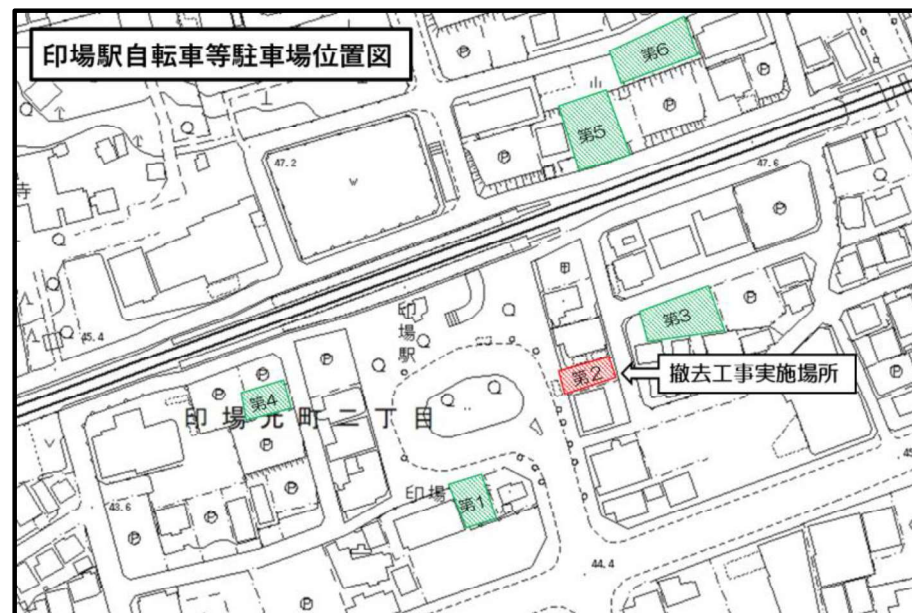 印場駅自転車等駐車場位置図
第6
第5
47.2
47.6
寺
45.4
印場駅
第3
第2
撤去工事実施場所
第4
印場元町二丁目
印場
第1
43.6
44.4